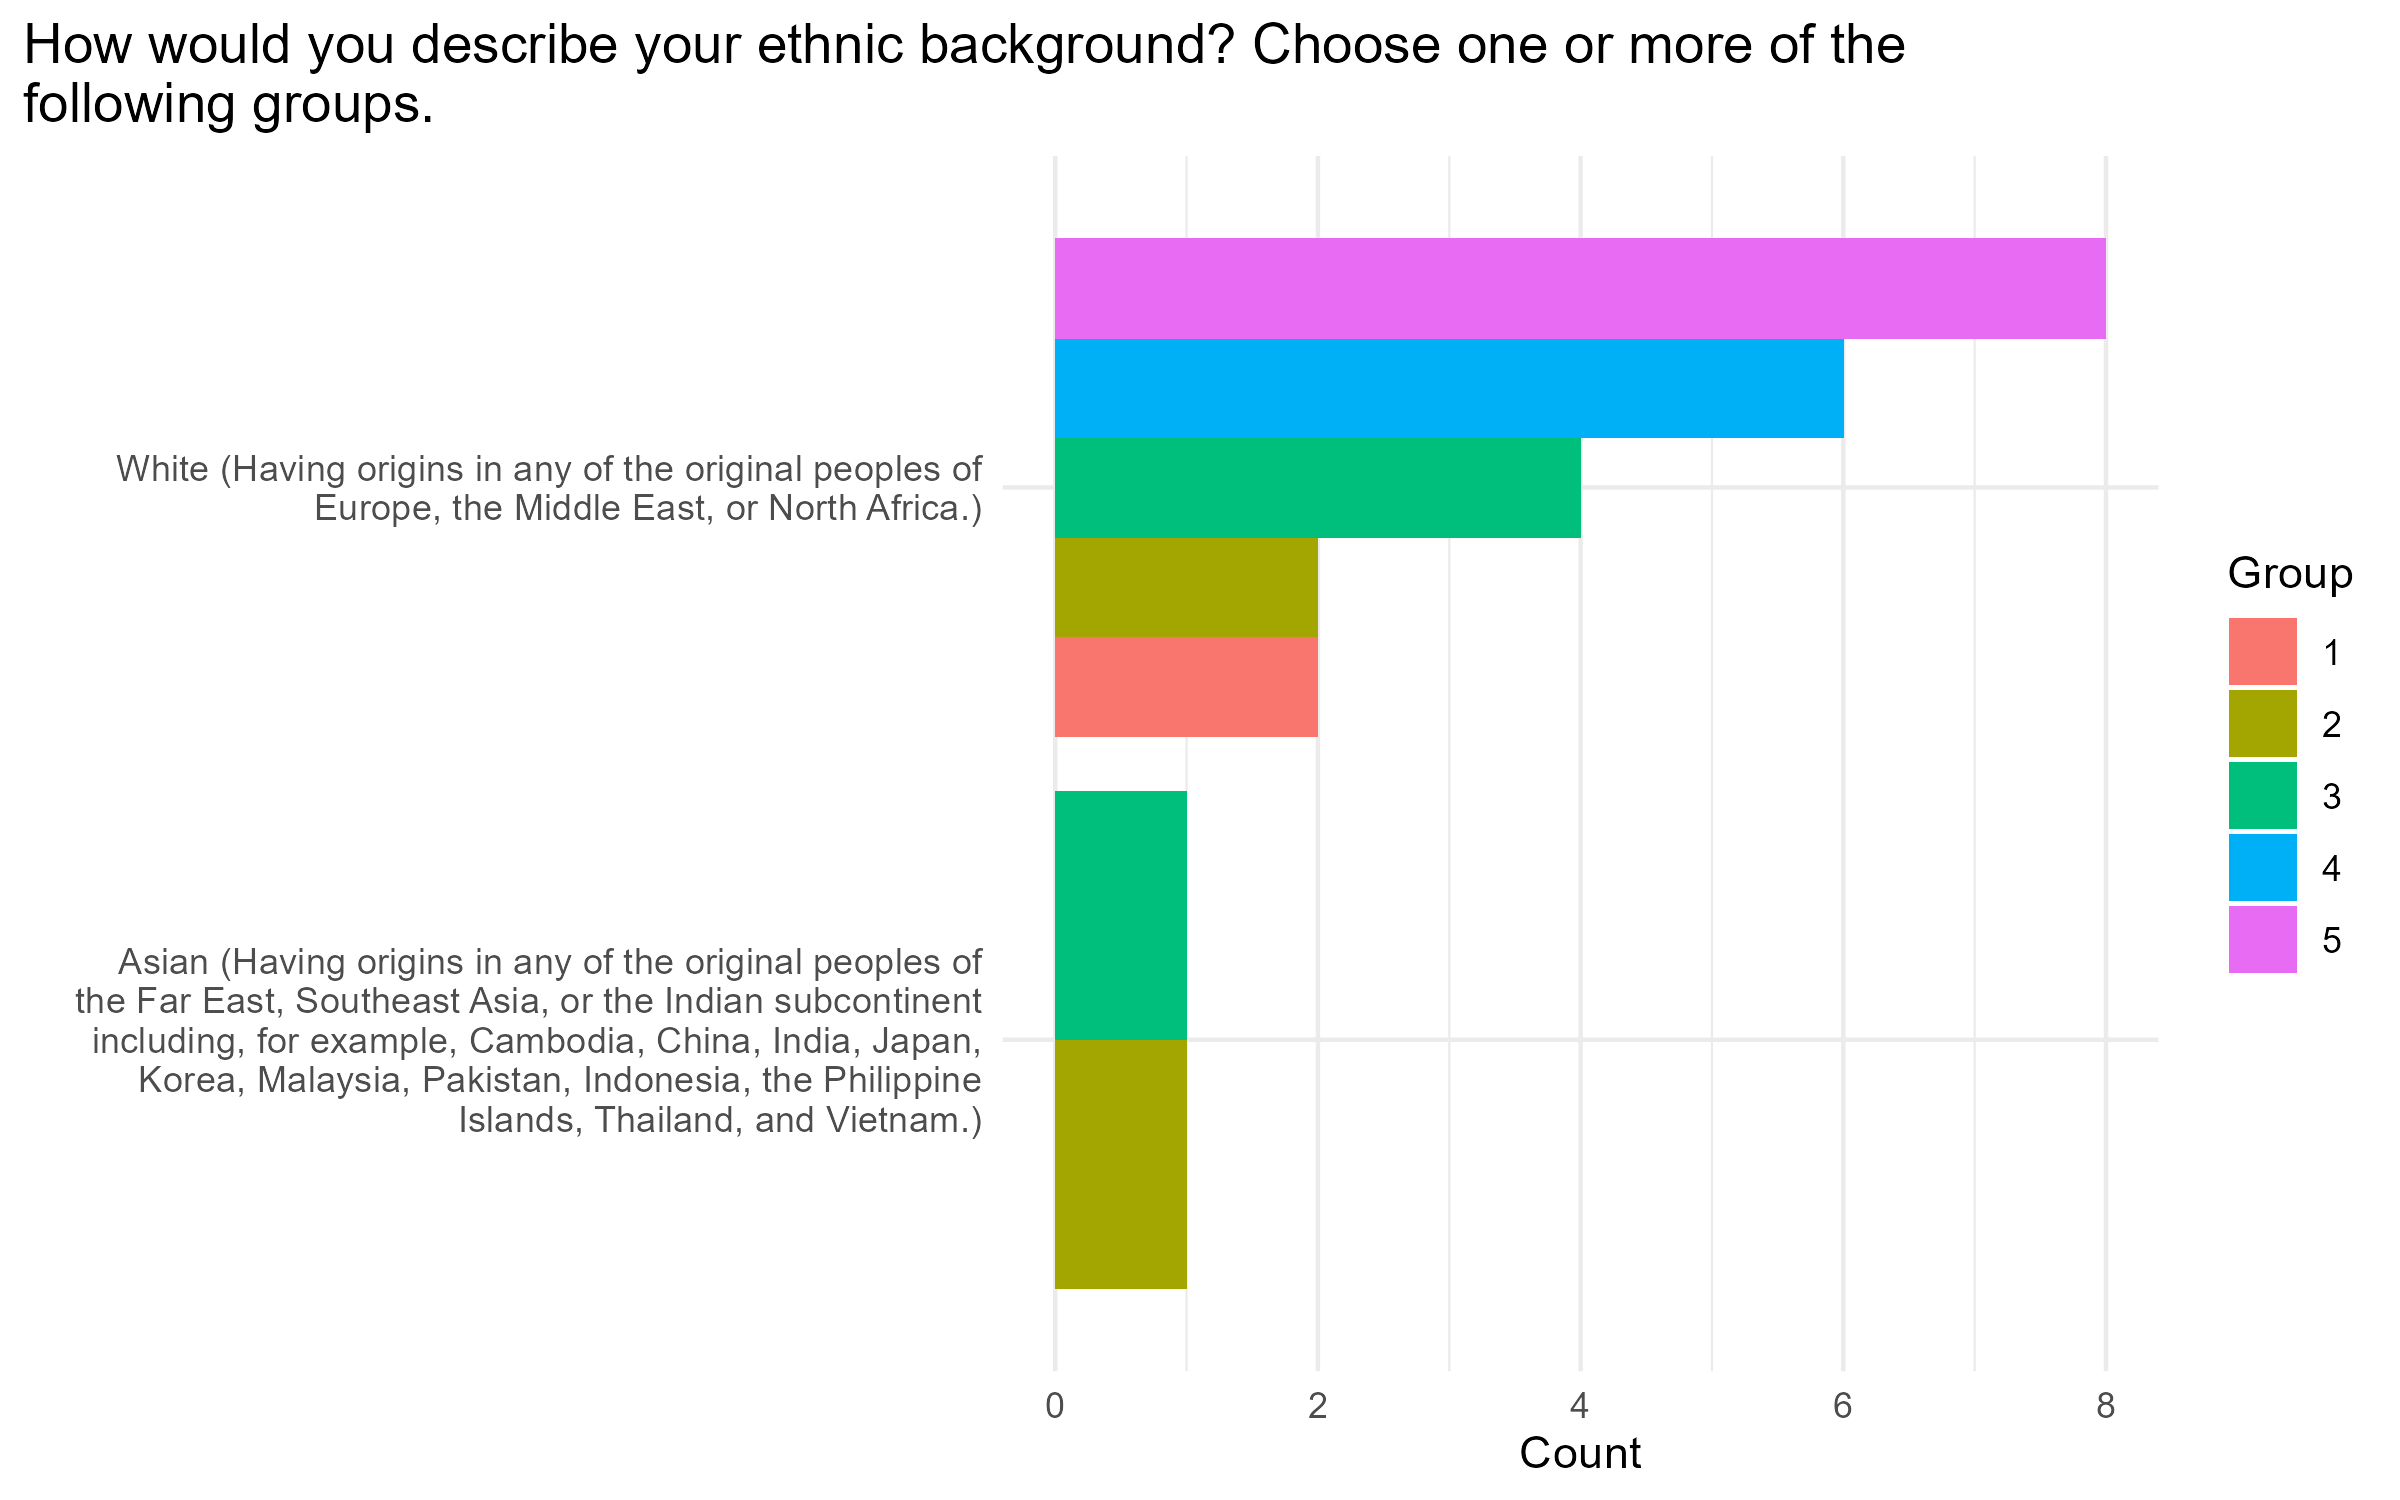 How would you describe your ethnic background? Choose one or more of the
following groups.
White (Having origins in any of the original peoples of
Europe, the Middle East, or North Africa.)
Asian (Having origins in any of the original peoples of
the Far East, Southeast Asia, or the Indian subcontinent
including, for example, Cambodia, China, India, Japan,
Korea, Malaysia, Pakistan, Indonesia, the Philippine
Islands, Thailand, and Vietnam.)
0 2 4 6 8
Count
Group
1
2
3
4
5